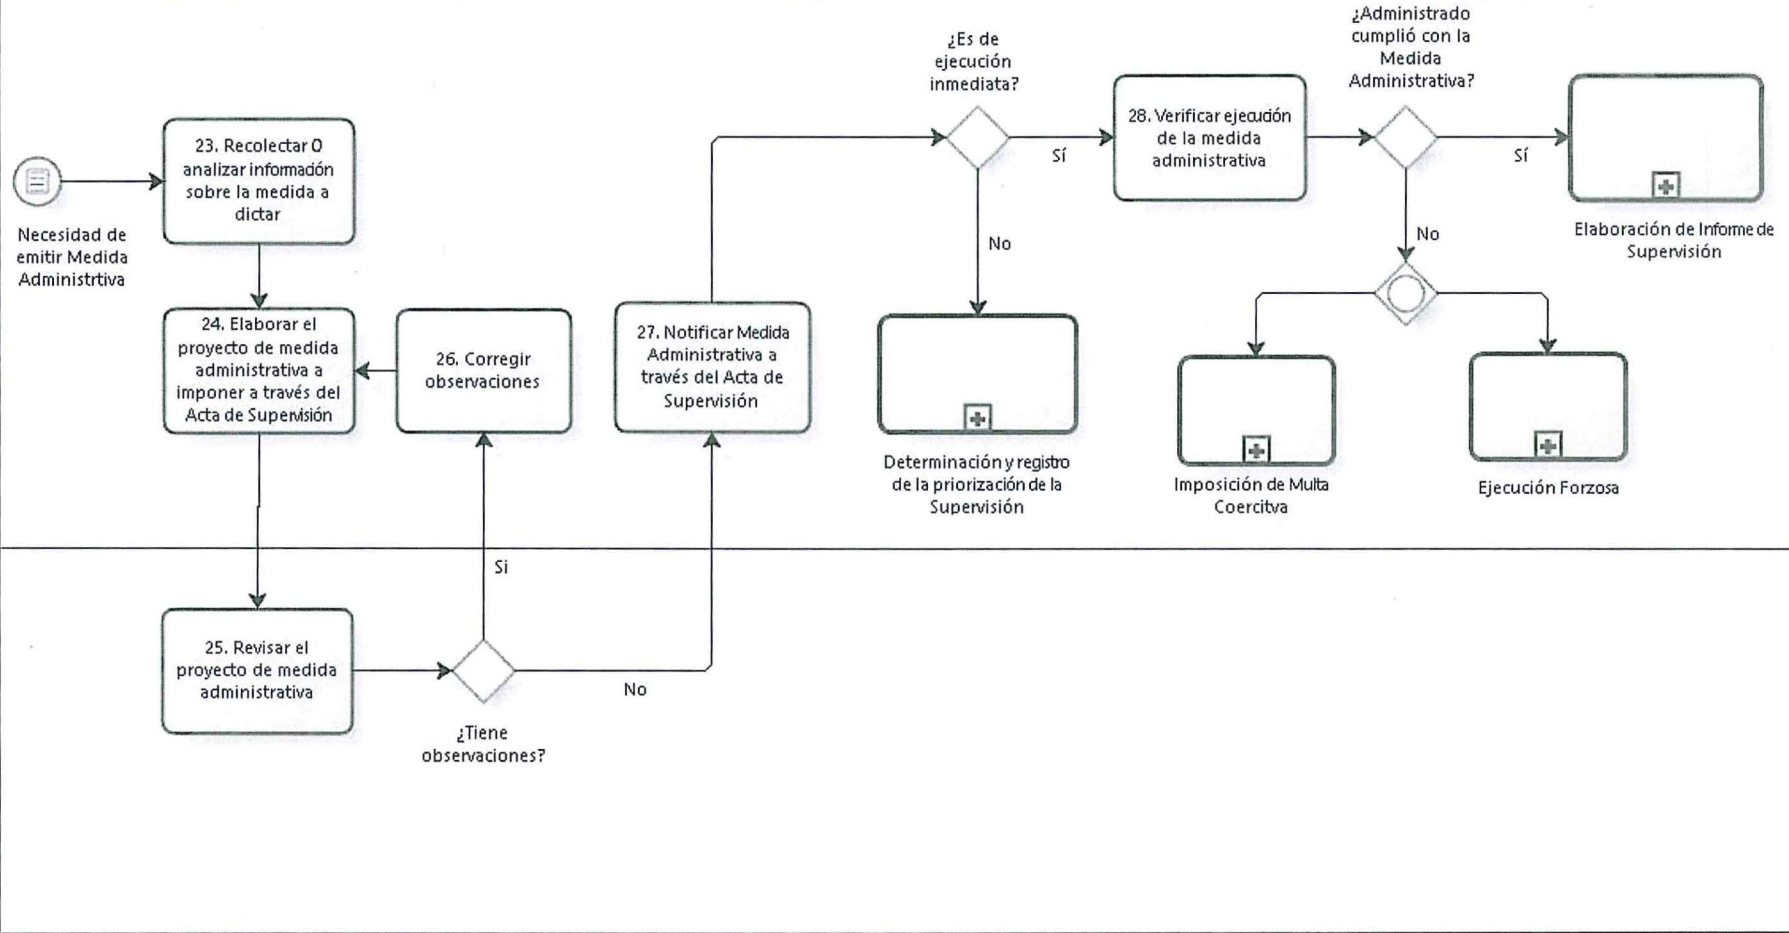 Necesidad de
emitir Medida
Administrtiva
23. Recolectar O
analizar información
sobre la medida a
dictar
24. Elaborar el
proyecto de medida
administrativa a
imponer a través del
Acta de Supervisión
25. Revisar el
proyecto de medida
administrativa
¿Tiene
observaciones?
Si
No
26. Corregir
observaciones
27. Notificar Medida
Administrativa a
través del Acta de
Supervisión
¿Es de
ejecución
inmediata?
Sí
No
Determinación y registro
de la priorización de la
Supervisión
28. Verificar ejecución
de la medida
administrativa
¿Administrado
cumplió con la
Medida
Administrativa?
Sí
No
Elaboración de Informe de
Supervisión
Imposición de Multa
Coercitva
Ejecución Forzosa